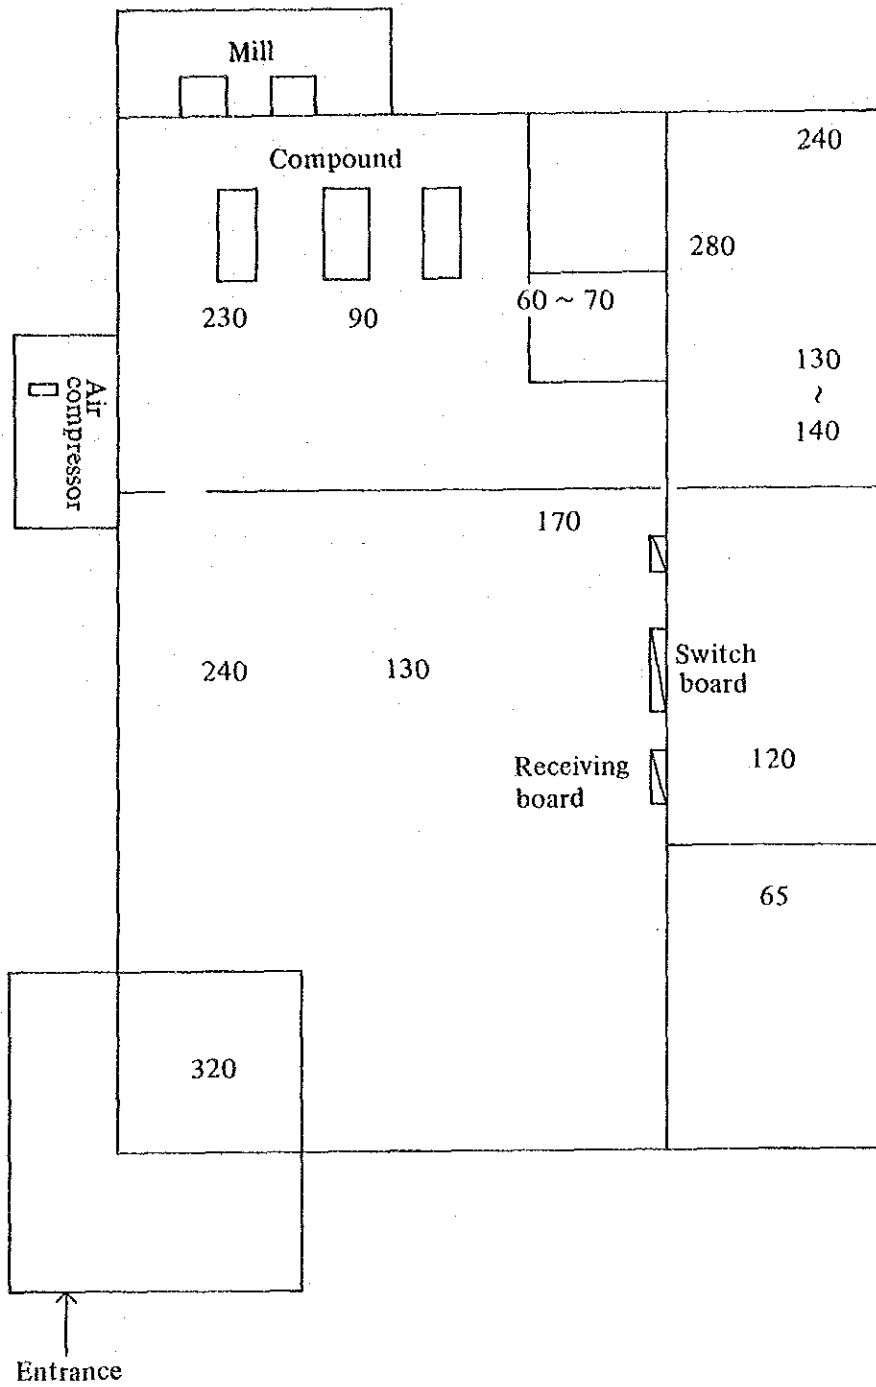 Mill
240
Compound
280
230
90
60 ~ 70
130
~
140
Air
compressor
170
240
130
Switch
board
120
Receiving
board
65
320
Entrance